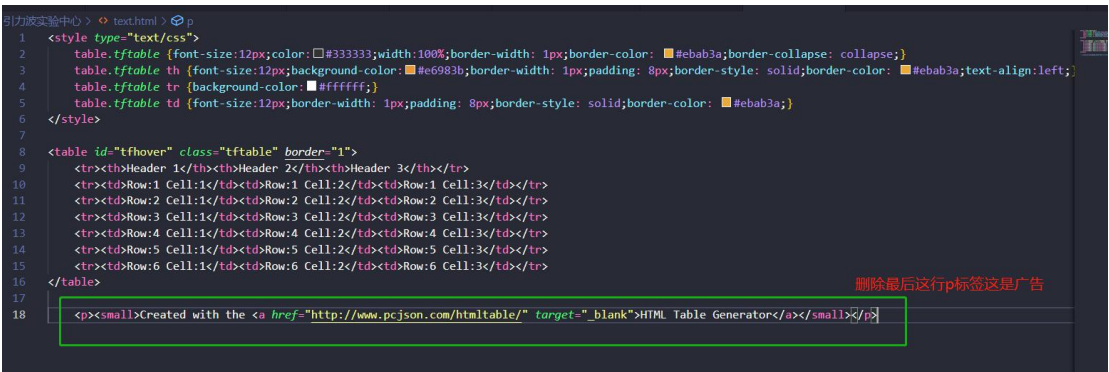 引力波实验中心 > text.html > p
1 <style type="text/css">
2 table.tftable {font-size:12px;color:#333333;width:100%;border-width: 1px;border-color: #ebab3a;border-collapse: collapse;}
3 table.tftable th {font-size:12px;background-color:#e6983b;border-width: 1px;padding: 8px;border-style: solid;border-color: #ebab3a;text-align:left;}
4 table.tftable tr {background-color:#ffffff;}
5 table.tftable td {font-size:12px;border-width: 1px;padding: 8px;border-style: solid;border-color: #ebab3a;}
6 </style>
7
8 <table id="tfhover" class="tftable" border="1">
9 <tr><th>Header 1</th><th>Header 2</th><th>Header 3</th></tr>
10 <tr><td>Row:1 Cell:1</td><td>Row:1 Cell:2</td><td>Row:1 Cell:3</td></tr>
11 <tr><td>Row:2 Cell:1</td><td>Row:2 Cell:2</td><td>Row:2 Cell:3</td></tr>
12 <tr><td>Row:3 Cell:1</td><td>Row:3 Cell:2</td><td>Row:3 Cell:3</td></tr>
13 <tr><td>Row:4 Cell:1</td><td>Row:4 Cell:2</td><td>Row:4 Cell:3</td></tr>
14 <tr><td>Row:5 Cell:1</td><td>Row:5 Cell:2</td><td>Row:5 Cell:3</td></tr>
15 <tr><td>Row:6 Cell:1</td><td>Row:6 Cell:2</td><td>Row:6 Cell:3</td></tr>
16 </table>
删除最后这行p标签这是广告
17
18 <p><small>Created with the <a href="http://www.pcjson.com/htmltable/" target="_blank">HTML Table Generator</a></small></p>